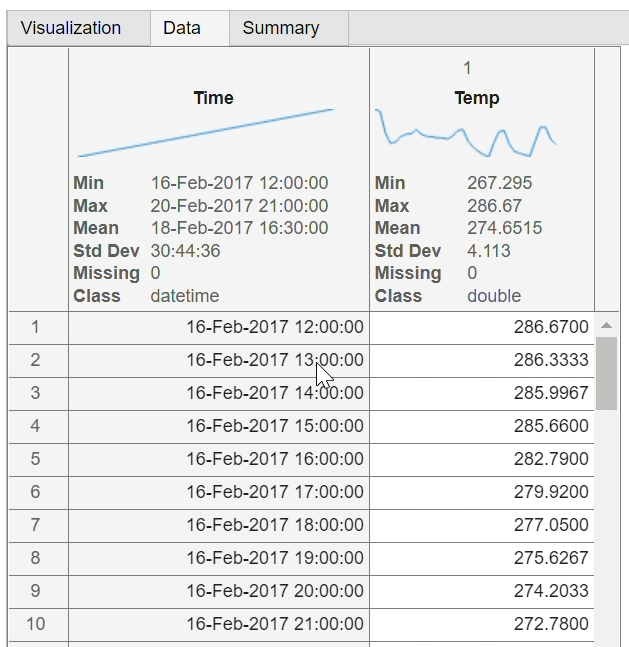 Visualization Data Summary
1
Time Temp
Min 16-Feb-2017 12:00:00 Min 267.295
Max 20-Feb-2017 21:00:00 Max 286.67
Mean 18-Feb-2017 16:30:00 Mean 274.6515
Std Dev 30:44:36 Std Dev 4.113
Missing 0 Missing 0
Class datetime Class double
1 16-Feb-2017 12:00:00 286.6700
2 16-Feb-2017 13:00:00 286.3333
3 16-Feb-2017 14:00:00 285.9967
4 16-Feb-2017 15:00:00 285.6600
5 16-Feb-2017 16:00:00 282.7900
6 16-Feb-2017 17:00:00 279.9200
7 16-Feb-2017 18:00:00 277.0500
8 16-Feb-2017 19:00:00 275.6267
9 16-Feb-2017 20:00:00 274.2033
10 16-Feb-2017 21:00:00 272.7800